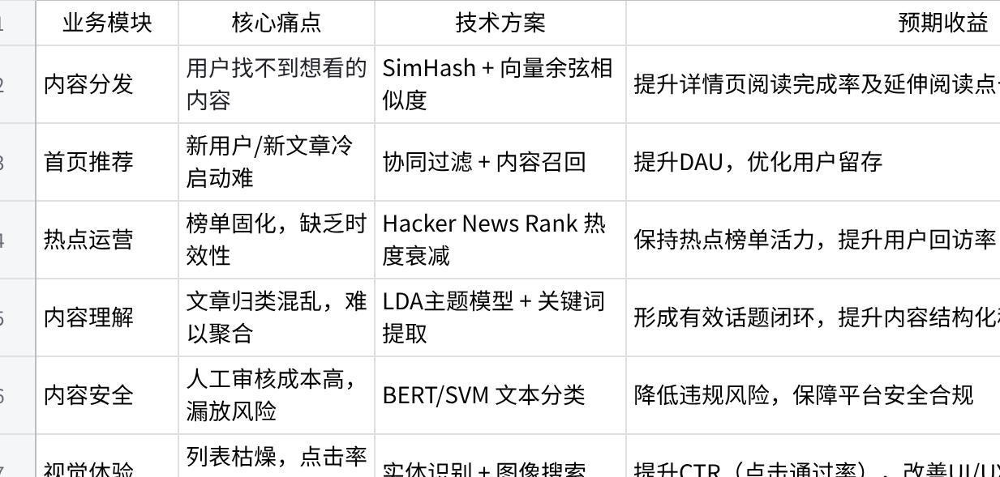 业务模块 核心痛点 技术方案 预期收益
内容分发
用户找不到想看的
内容
SimHash + 向量余弦相
似度
提升详情页阅读完成率及延伸阅读点
首页推荐
新用户/新文章冷
启动难
协同过滤 + 内容召回
提升DAU，优化用户留存
热点运营
榜单固化，缺乏时
效性
Hacker News Rank 热
度衰减
保持热点榜单活力，提升用户回访率
内容理解
文章归类混乱，难
以聚合
LDA主题模型 + 关键词
提取
形成有效话题闭环，提升内容结构化
内容安全
人工审核成本高，
漏放风险
BERT/SVM 文本分类
降低违规风险，保障平台安全合规
视觉体验
列表枯燥，点击率
实体识别 + 图像搜索
提升CTR（点击通过率），改善UI/UX